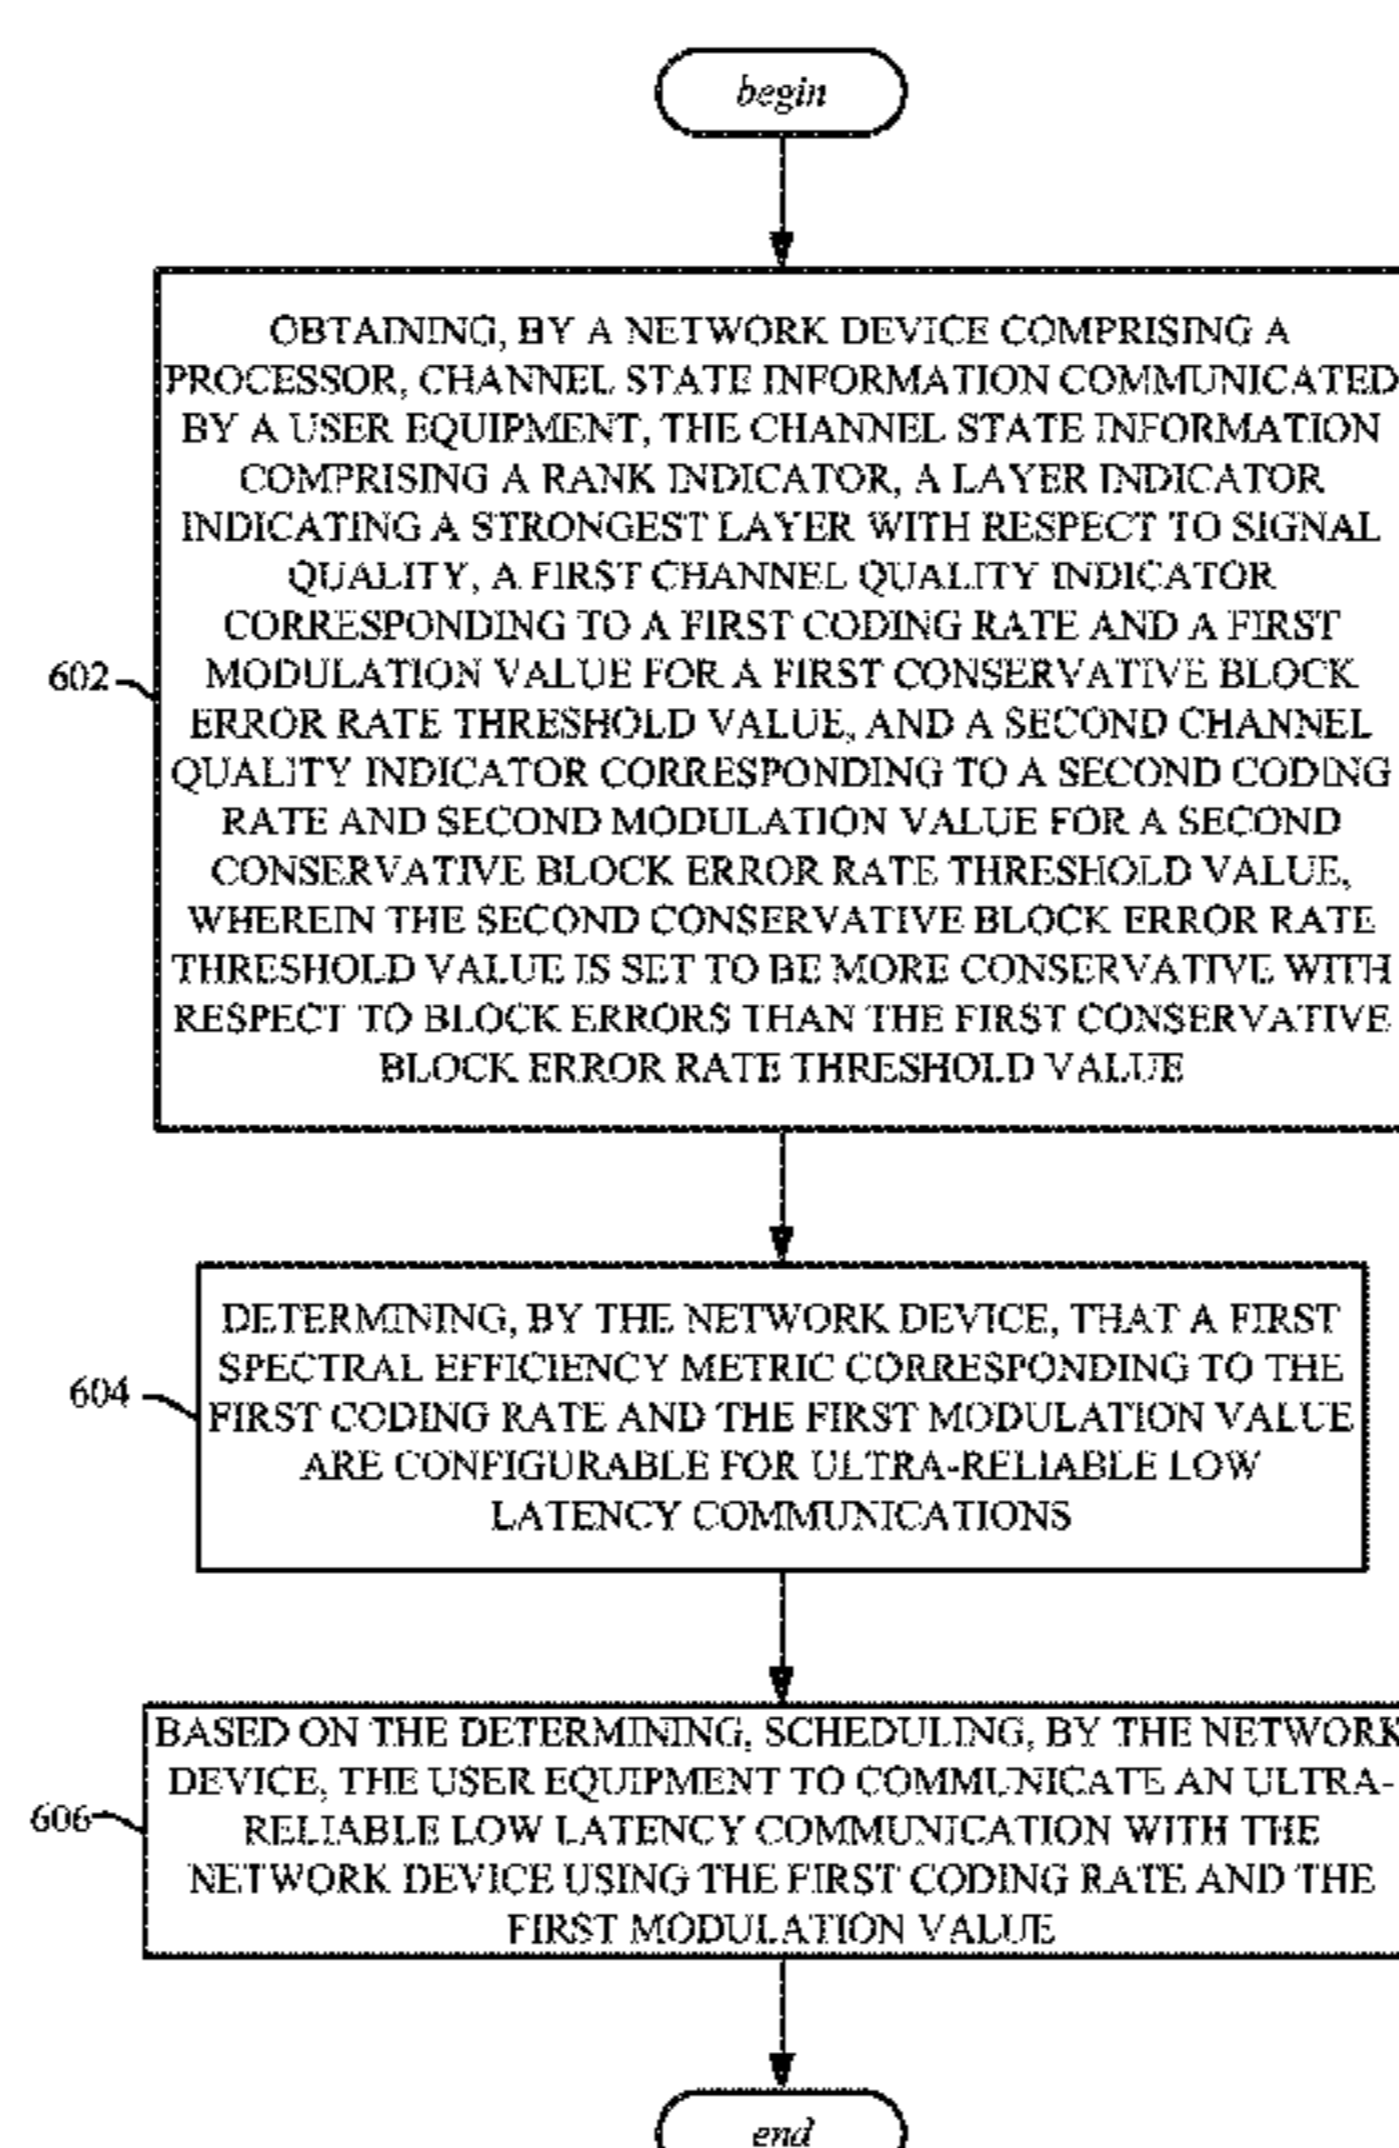 begin
OBTAINING, BY A NETWORK DEVICE COMPRISING A
PROCESSOR, CHANNEL STATE INFORMATION COMMUNICATED
BY A USER EQUIPMENT, THE CHANNEL STATE INFORMATION
COMPRISING A RANK INDICATOR, A LAYER INDICATOR
INDICATING A STRONGEST LAYER WITH RESPECT TO SIGNAL
QUALITY, A FIRST CHANNEL QUALITY INDICATOR
CORRESPONDING TO A FIRST CODING RATE AND A FIRST
MODULATION VALUE FOR A FIRST CONSERVATIVE BLOCK
ERROR RATE THRESHOLD VALUE, AND A SECOND CHANNEL
QUALITY INDICATOR CORRESPONDING TO A SECOND CODING
RATE AND SECOND MODULATION VALUE FOR A SECOND
CONSERVATIVE BLOCK ERROR RATE THRESHOLD VALUE,
WHEREIN THE SECOND CONSERVATIVE BLOCK ERROR RATE
THRESHOLD VALUE IS SET TO BE MORE CONSERVATIVE WITH
RESPECT TO BLOCK ERRORS THAN THE FIRST CONSERVATIVE
BLOCK ERROR RATE THRESHOLD VALUE
602
DETERMINING, BY THE NETWORK DEVICE, THAT A FIRST
SPECTRAL EFFICIENCY METRIC CORRESPONDING TO THE
FIRST CODING RATE AND THE FIRST MODULATION VALUE
ARE CONFIGURABLE FOR ULTRA-RELIABLE LOW
LATENCY COMMUNICATIONS
604
BASED ON THE DETERMINING, SCHEDULING, BY THE NETWORK
DEVICE, THE USER EQUIPMENT TO COMMUNICATE AN ULTRA-
RELIABLE LOW LATENCY COMMUNICATION WITH THE
NETWORK DEVICE USING THE FIRST CODING RATE AND THE
FIRST MODULATION VALUE
606
end